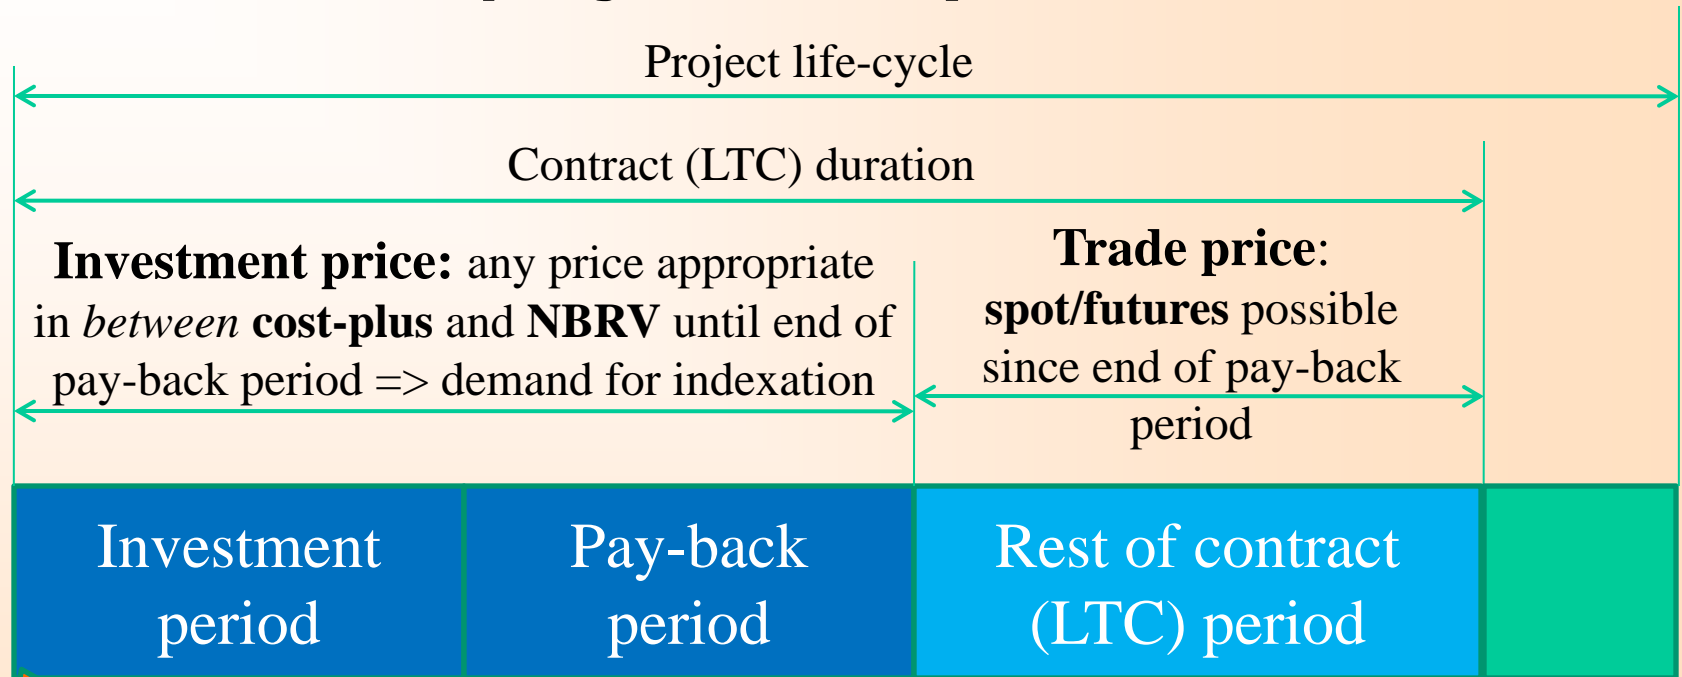 Project life-cycle
Contract (LTC) duration
Investment price: any price appropriate
in between cost-plus and NBRV until end of
pay-back period => demand for indexation
Trade price:
spot/futures possible
since end of pay-back
period
Investment
period
Pay-back
period
Rest of contract
(LTC) period